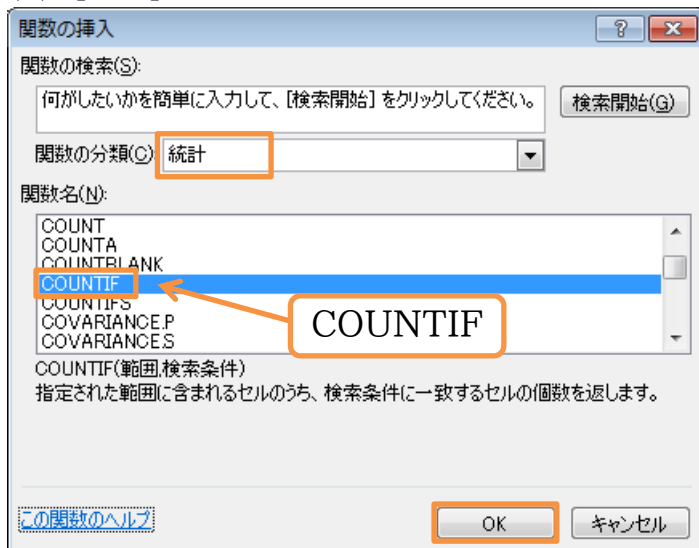 関数の挿入
関数の検索(S):
何がしたいかを簡単に入力して、[検索開始] をクリックしてください。
検索開始(G)
関数の分類(C): 統計
関数名(N):
COUNT
COUNTA
COUNTBLANK
COUNTIF
COUNTIFS
COVARIANCE.P
COVARIANCE.S
COUNTIF
COUNTIF(範囲,検索条件)
指定された範囲に含まれるセルのうち、検索条件に一致するセルの個数を返します。
この関数のヘルプ
OK
キャンセル